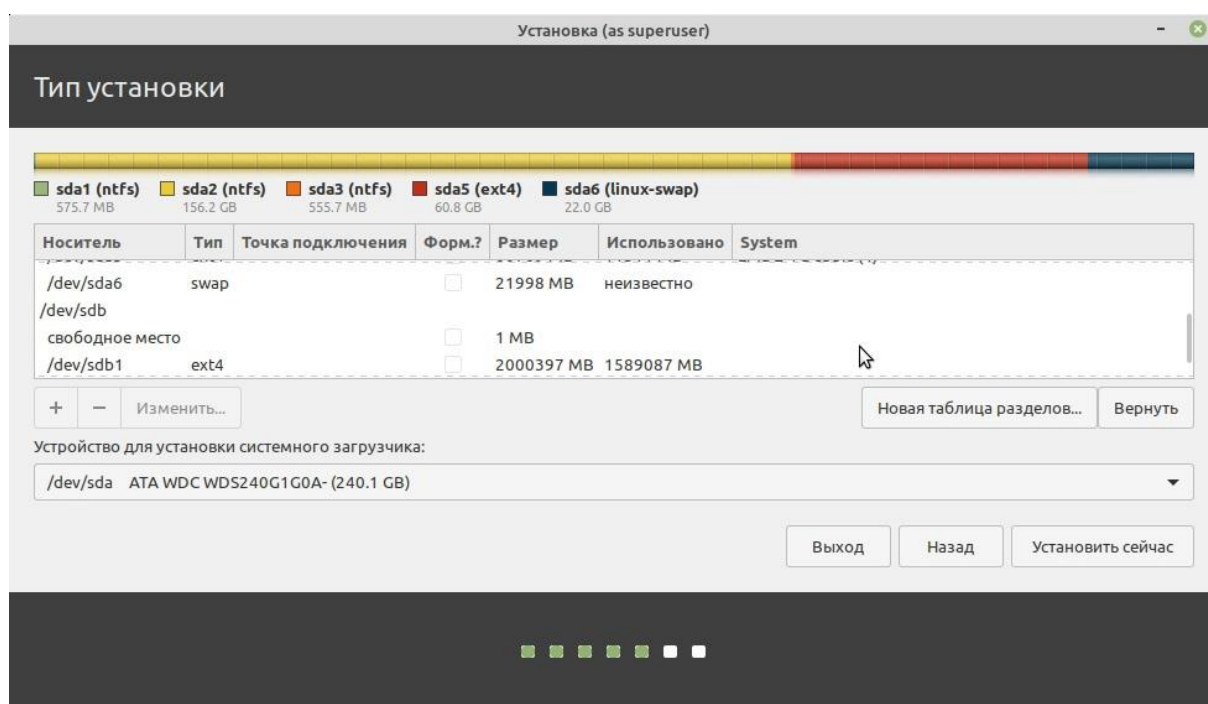 Установка (as superuser)
Тип установки
sda1 (ntfs) sda2 (ntfs) sda3 (ntfs) sda5 (ext4) sda6 (linux-swap)
575.7 MB 156.2 GB 555.7 MB 60.8 GB 22.0 GB
Носитель Тип Точка подключения Форм.? Размер Использовано System
/dev/sda6 swap 21998 MB неизвестно
/dev/sdb
свободное место 1 MB
/dev/sdb1 ext4 2000397 MB 1589087 MB
+ − Изменить... Новая таблица разделов... Вернуть
Устройство для установки системного загрузчика:
/dev/sda ATA WDC WDS240G1G0A- (240.1 GB)
Выход Назад Установить сейчас